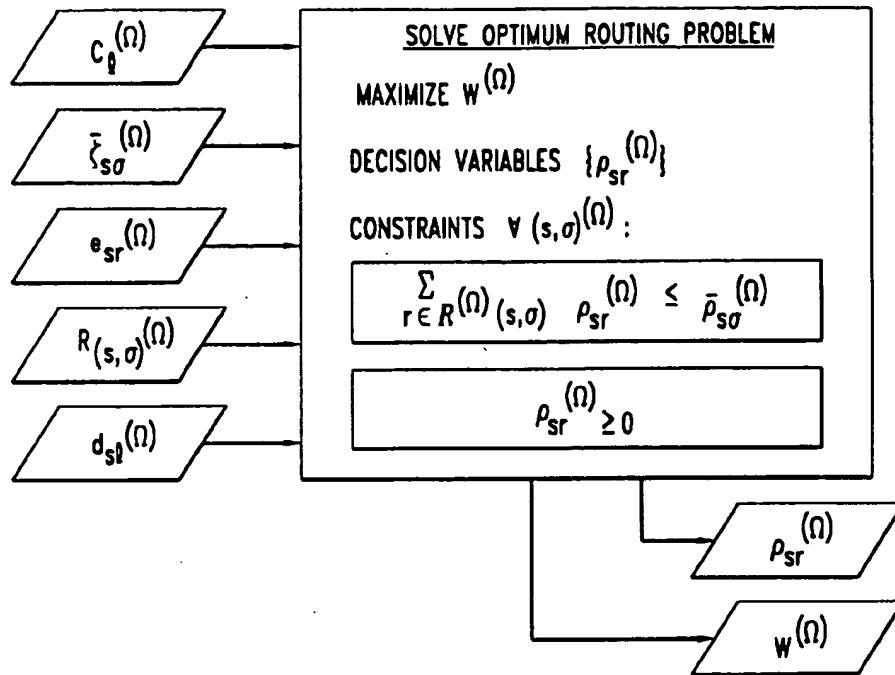 C_ℓ^(Ω)
ζ̄_sσ^(Ω)
e_sr^(Ω)
R_(s,σ)^(Ω)
d_sℓ^(Ω)
SOLVE OPTIMUM ROUTING PROBLEM
MAXIMIZE W^(Ω)
DECISION VARIABLES {ρ_sr^(Ω)}
CONSTRAINTS ∀ (s,σ)^(Ω) :
Σ_{r∈R^(Ω)(s,σ)} ρ_sr^(Ω) ≤ ρ̄_sσ^(Ω)
ρ_sr^(Ω) ≥ 0
ρ_sr^(Ω)
W^(Ω)